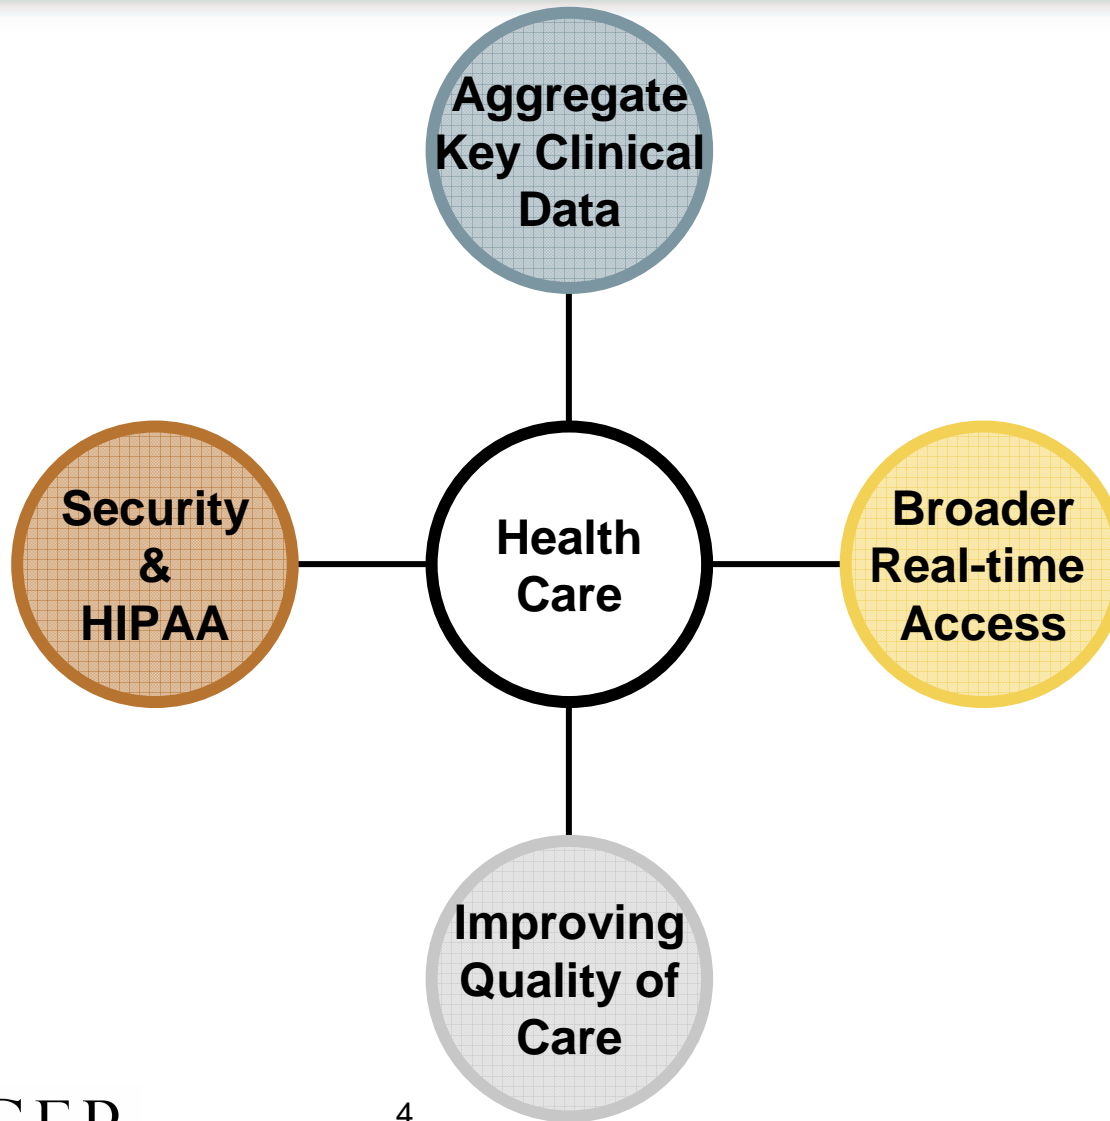 Aggregate
Key Clinical
Data
Security
&
HIPAA
Health
Care
Broader
Real-time
Access
Improving
Quality of
Care
4